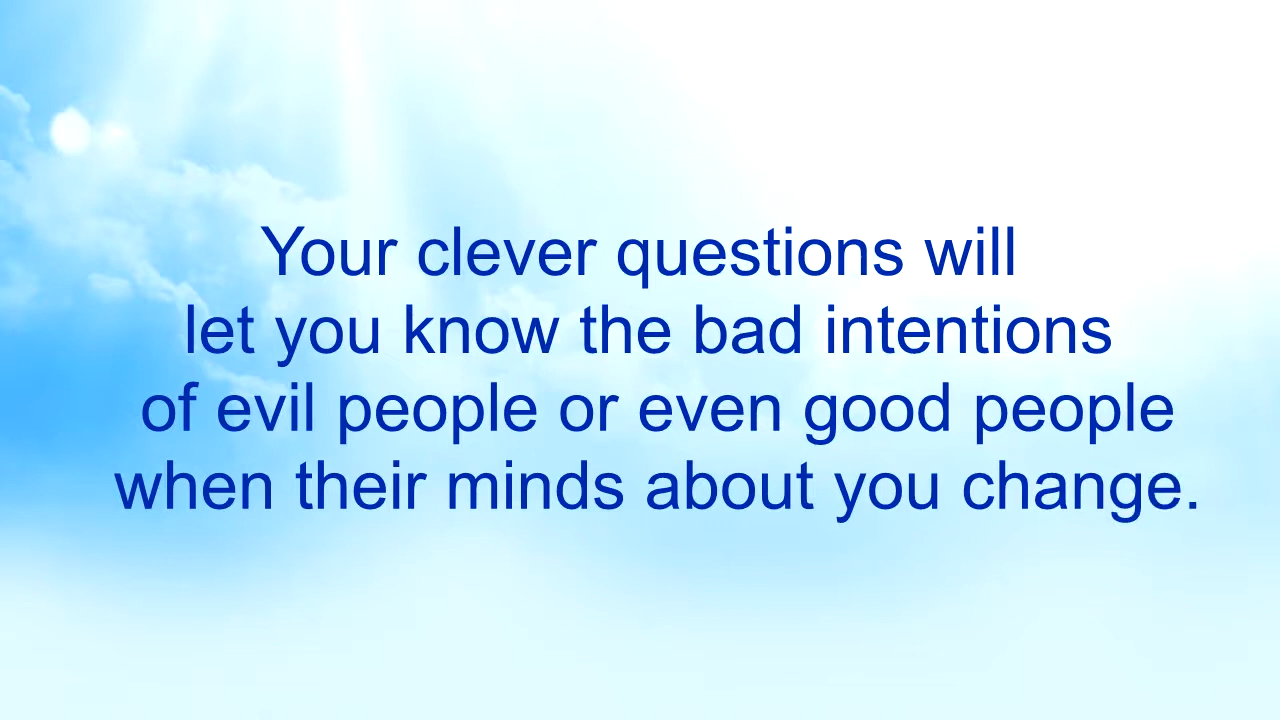 Your clever questions will
let you know the bad intentions
of evil people or even good people
when their minds about you change.